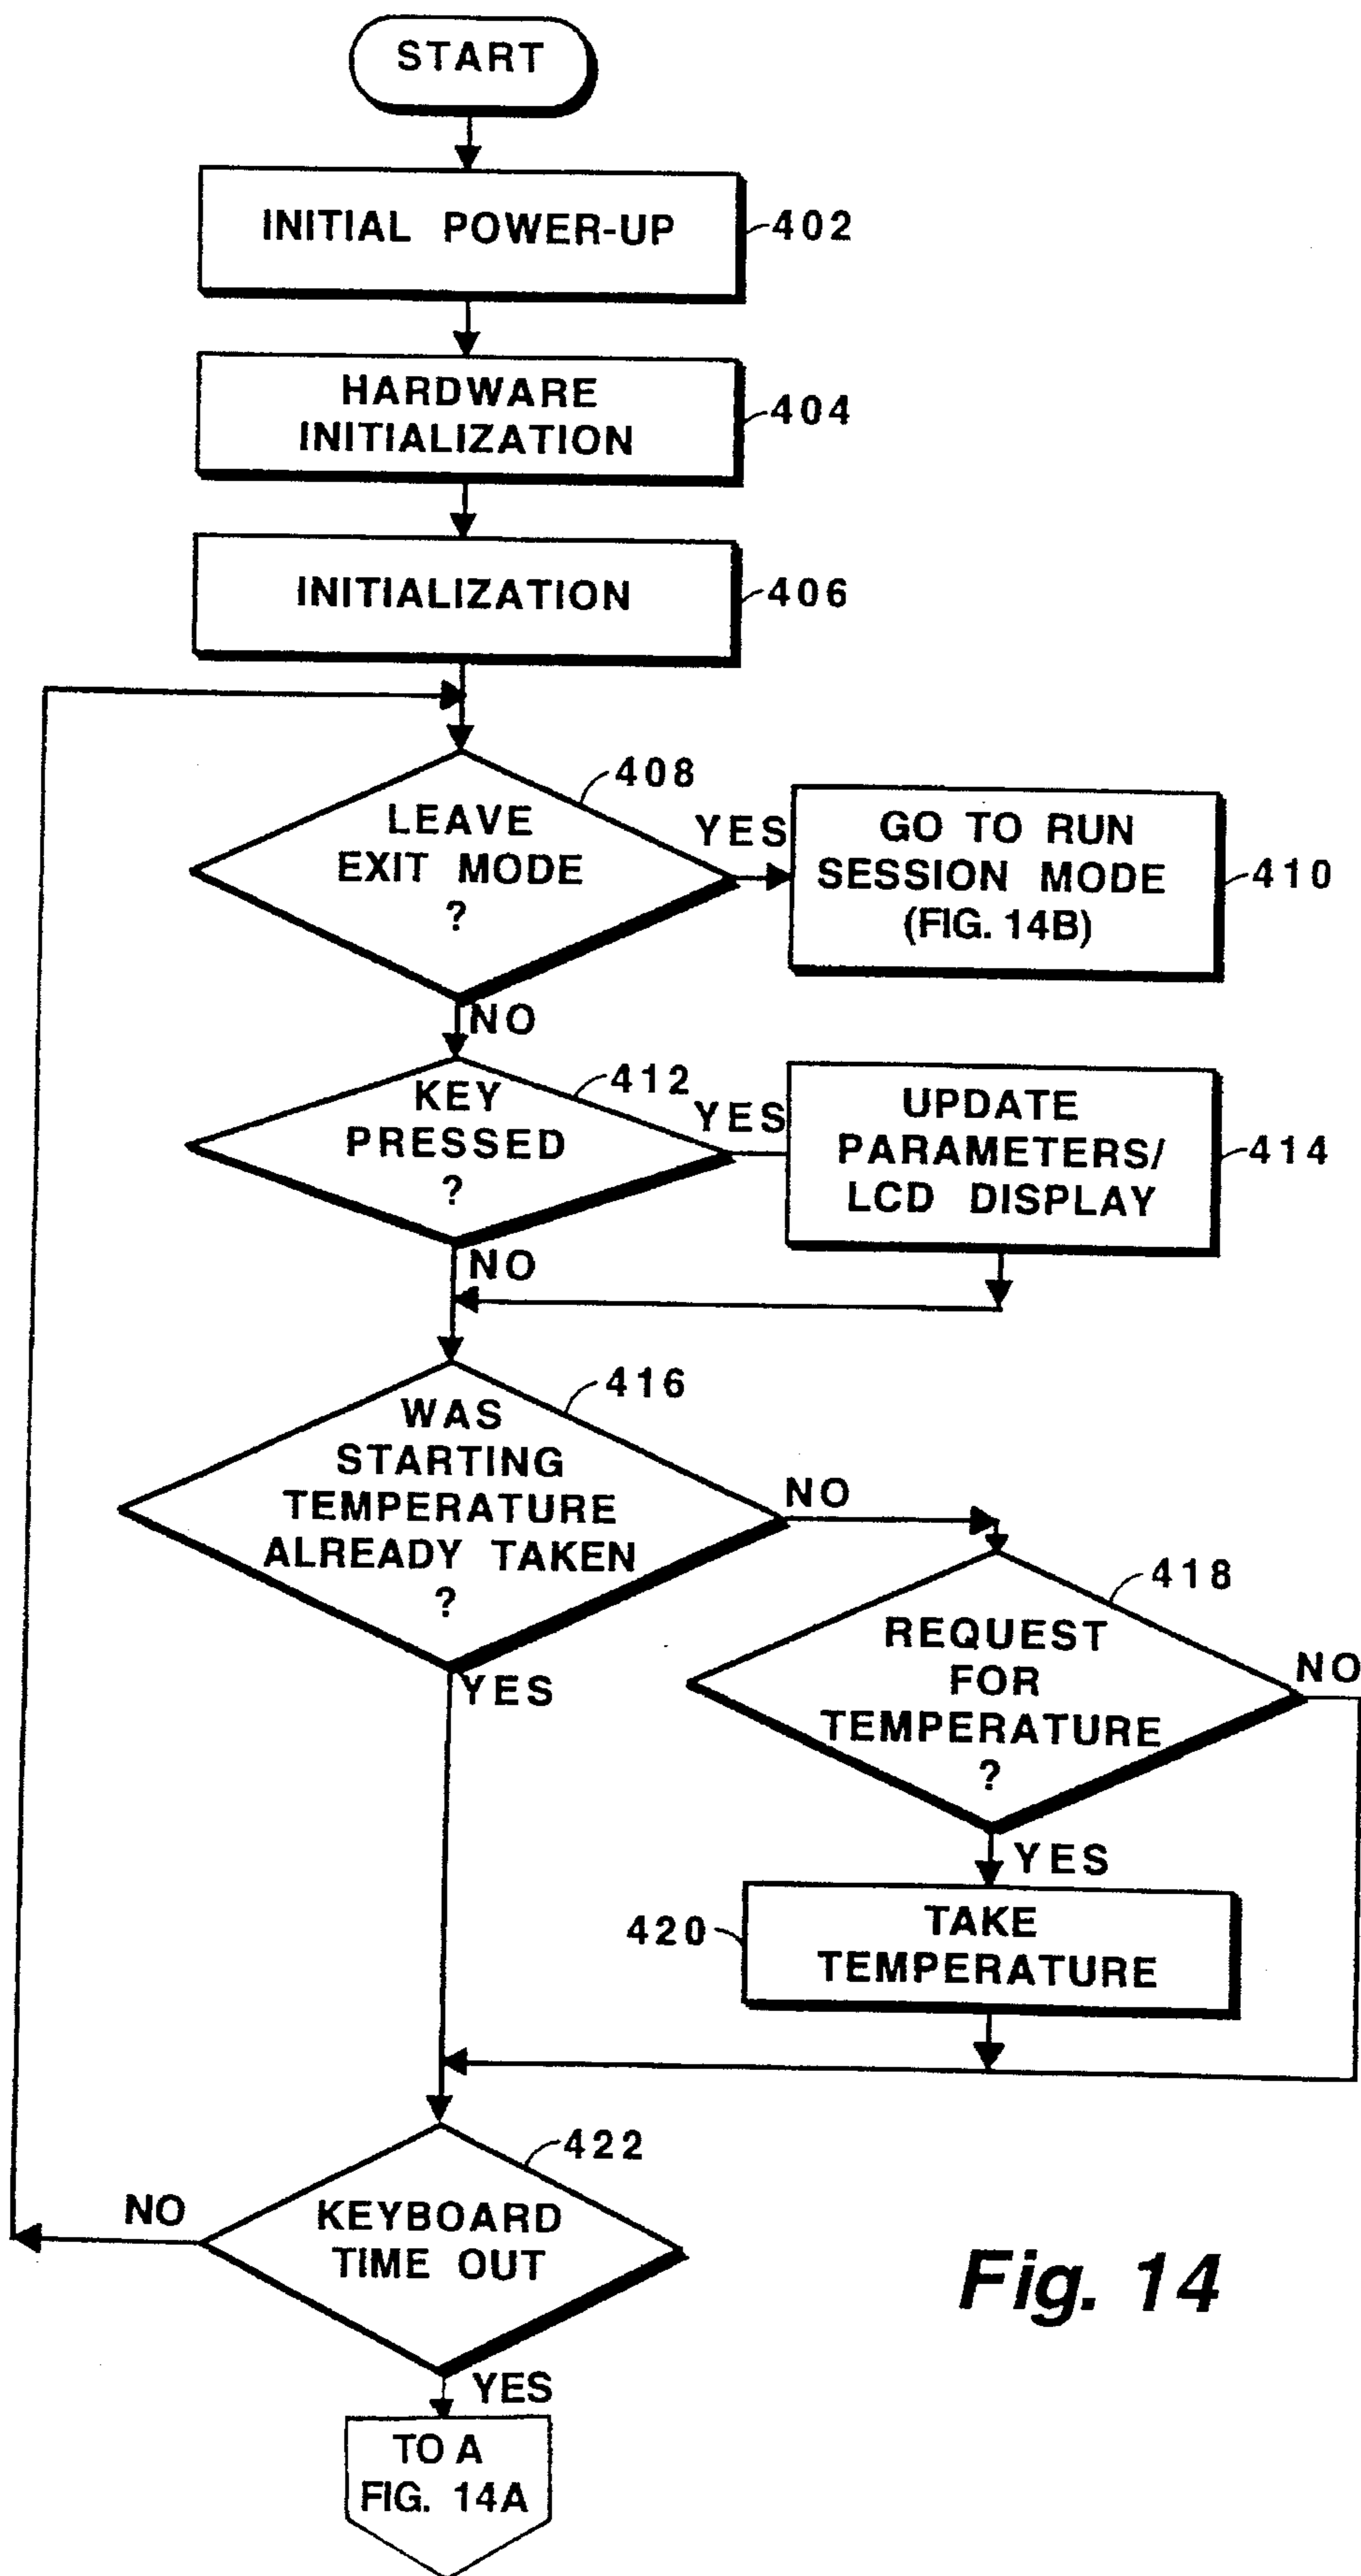 START
INITIAL POWER-UP
402
HARDWARE
INITIALIZATION
404
INITIALIZATION
406
408
LEAVE
EXIT MODE
?
YES
GO TO RUN
SESSION MODE
(FIG. 14B)
410
NO
412
KEY
PRESSED
?
YES
UPDATE
PARAMETERS/
LCD DISPLAY
414
NO
416
WAS
STARTING
TEMPERATURE
ALREADY TAKEN
?
NO
YES
418
REQUEST
FOR
TEMPERATURE
?
NO
YES
420
TAKE
TEMPERATURE
422
KEYBOARD
TIME OUT
NO
YES
TO A
FIG. 14A
Fig. 14